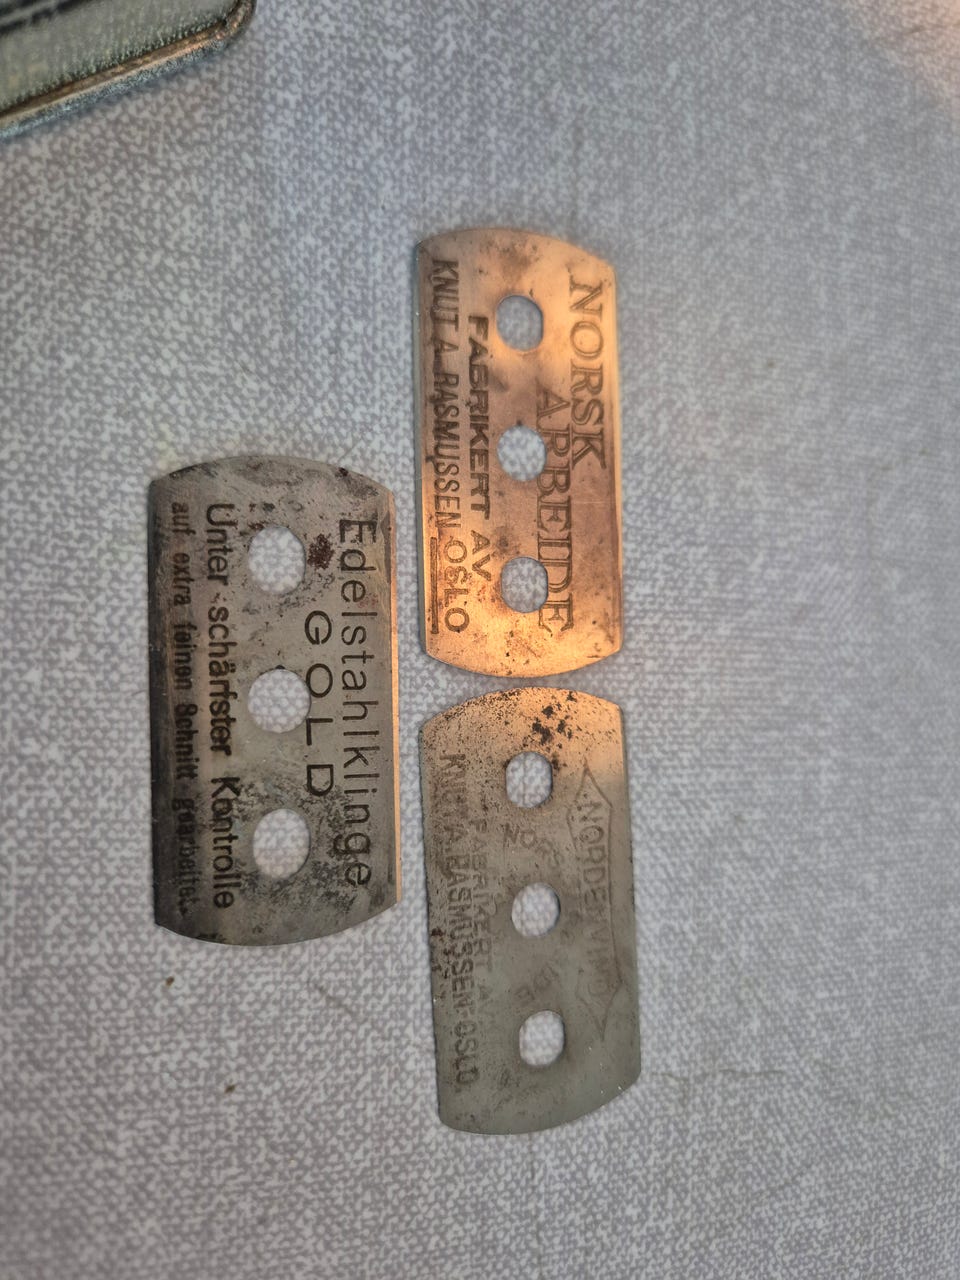 NORSK
ARBEIDE
FABRIKERT AV
KNUT A. RASMUSSEN OSLO
Edelstahlklinge
GOLD
Unter schärfster Kontrolle
auf extra feinen Schnitt gearbeitet.
NORDENVIND
FABRIKERT AV
KNUT A. RASMUSSEN-OSLO